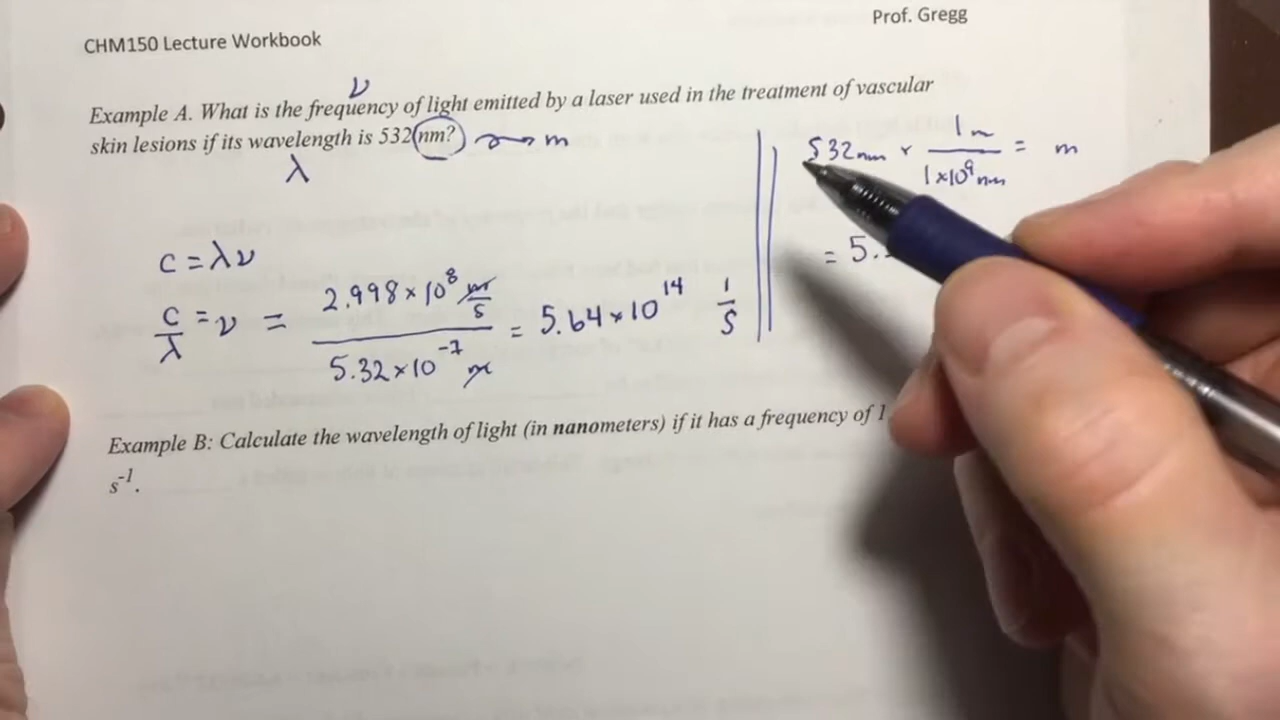 Prof. Gregg
CHM150 Lecture Workbook
ν
Example A. What is the frequency of light emitted by a laser used in the treatment of vascular
skin lesions if its wavelength is 532 nm? m
λ
532 nm × 1 m / 1×10⁹ nm = m
= 5.
c = λν
c/λ = ν = 2.998×10⁸ m/s / 5.32×10⁻⁷ m = 5.64×10¹⁴ 1/s
Example B: Calculate the wavelength of light (in nanometers) if it has a frequency of 1
s⁻¹.